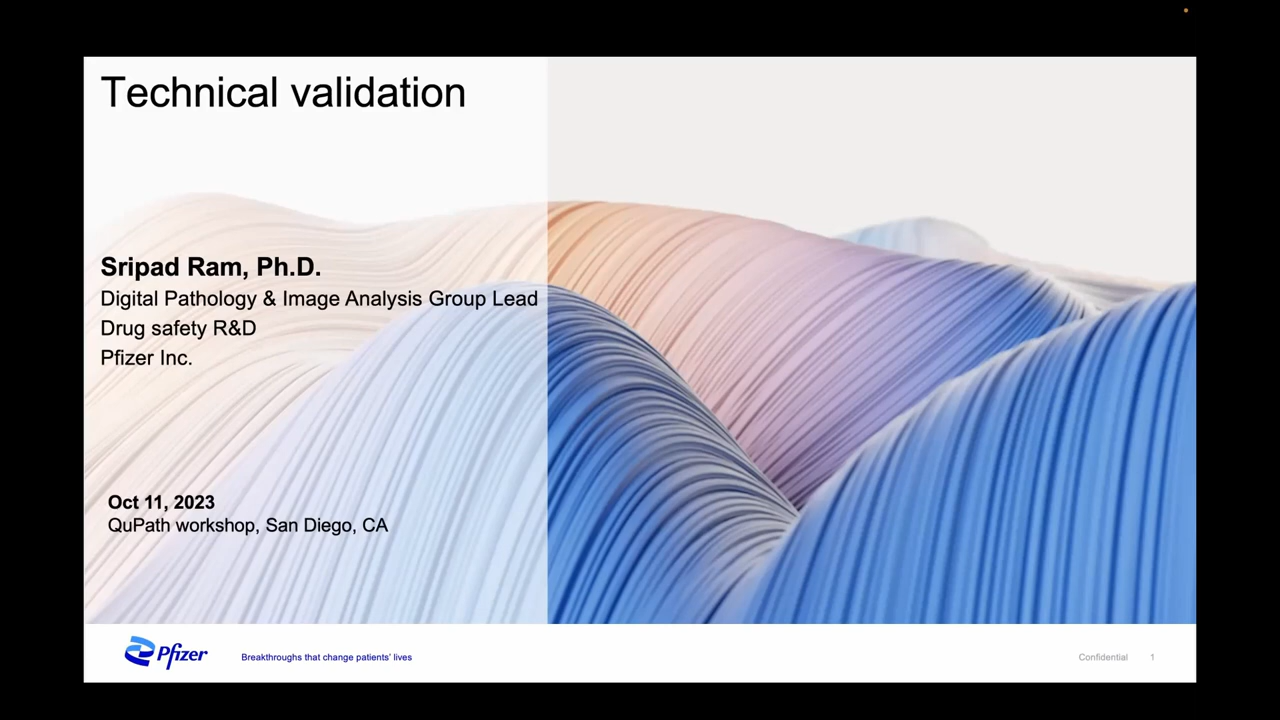 Technical validation
Sripad Ram, Ph.D.
Digital Pathology & Image Analysis Group Lead
Drug safety R&D
Pfizer Inc.
Oct 11, 2023
QuPath workshop, San Diego, CA
Pfizer
Breakthroughs that change patients' lives
Confidential
1